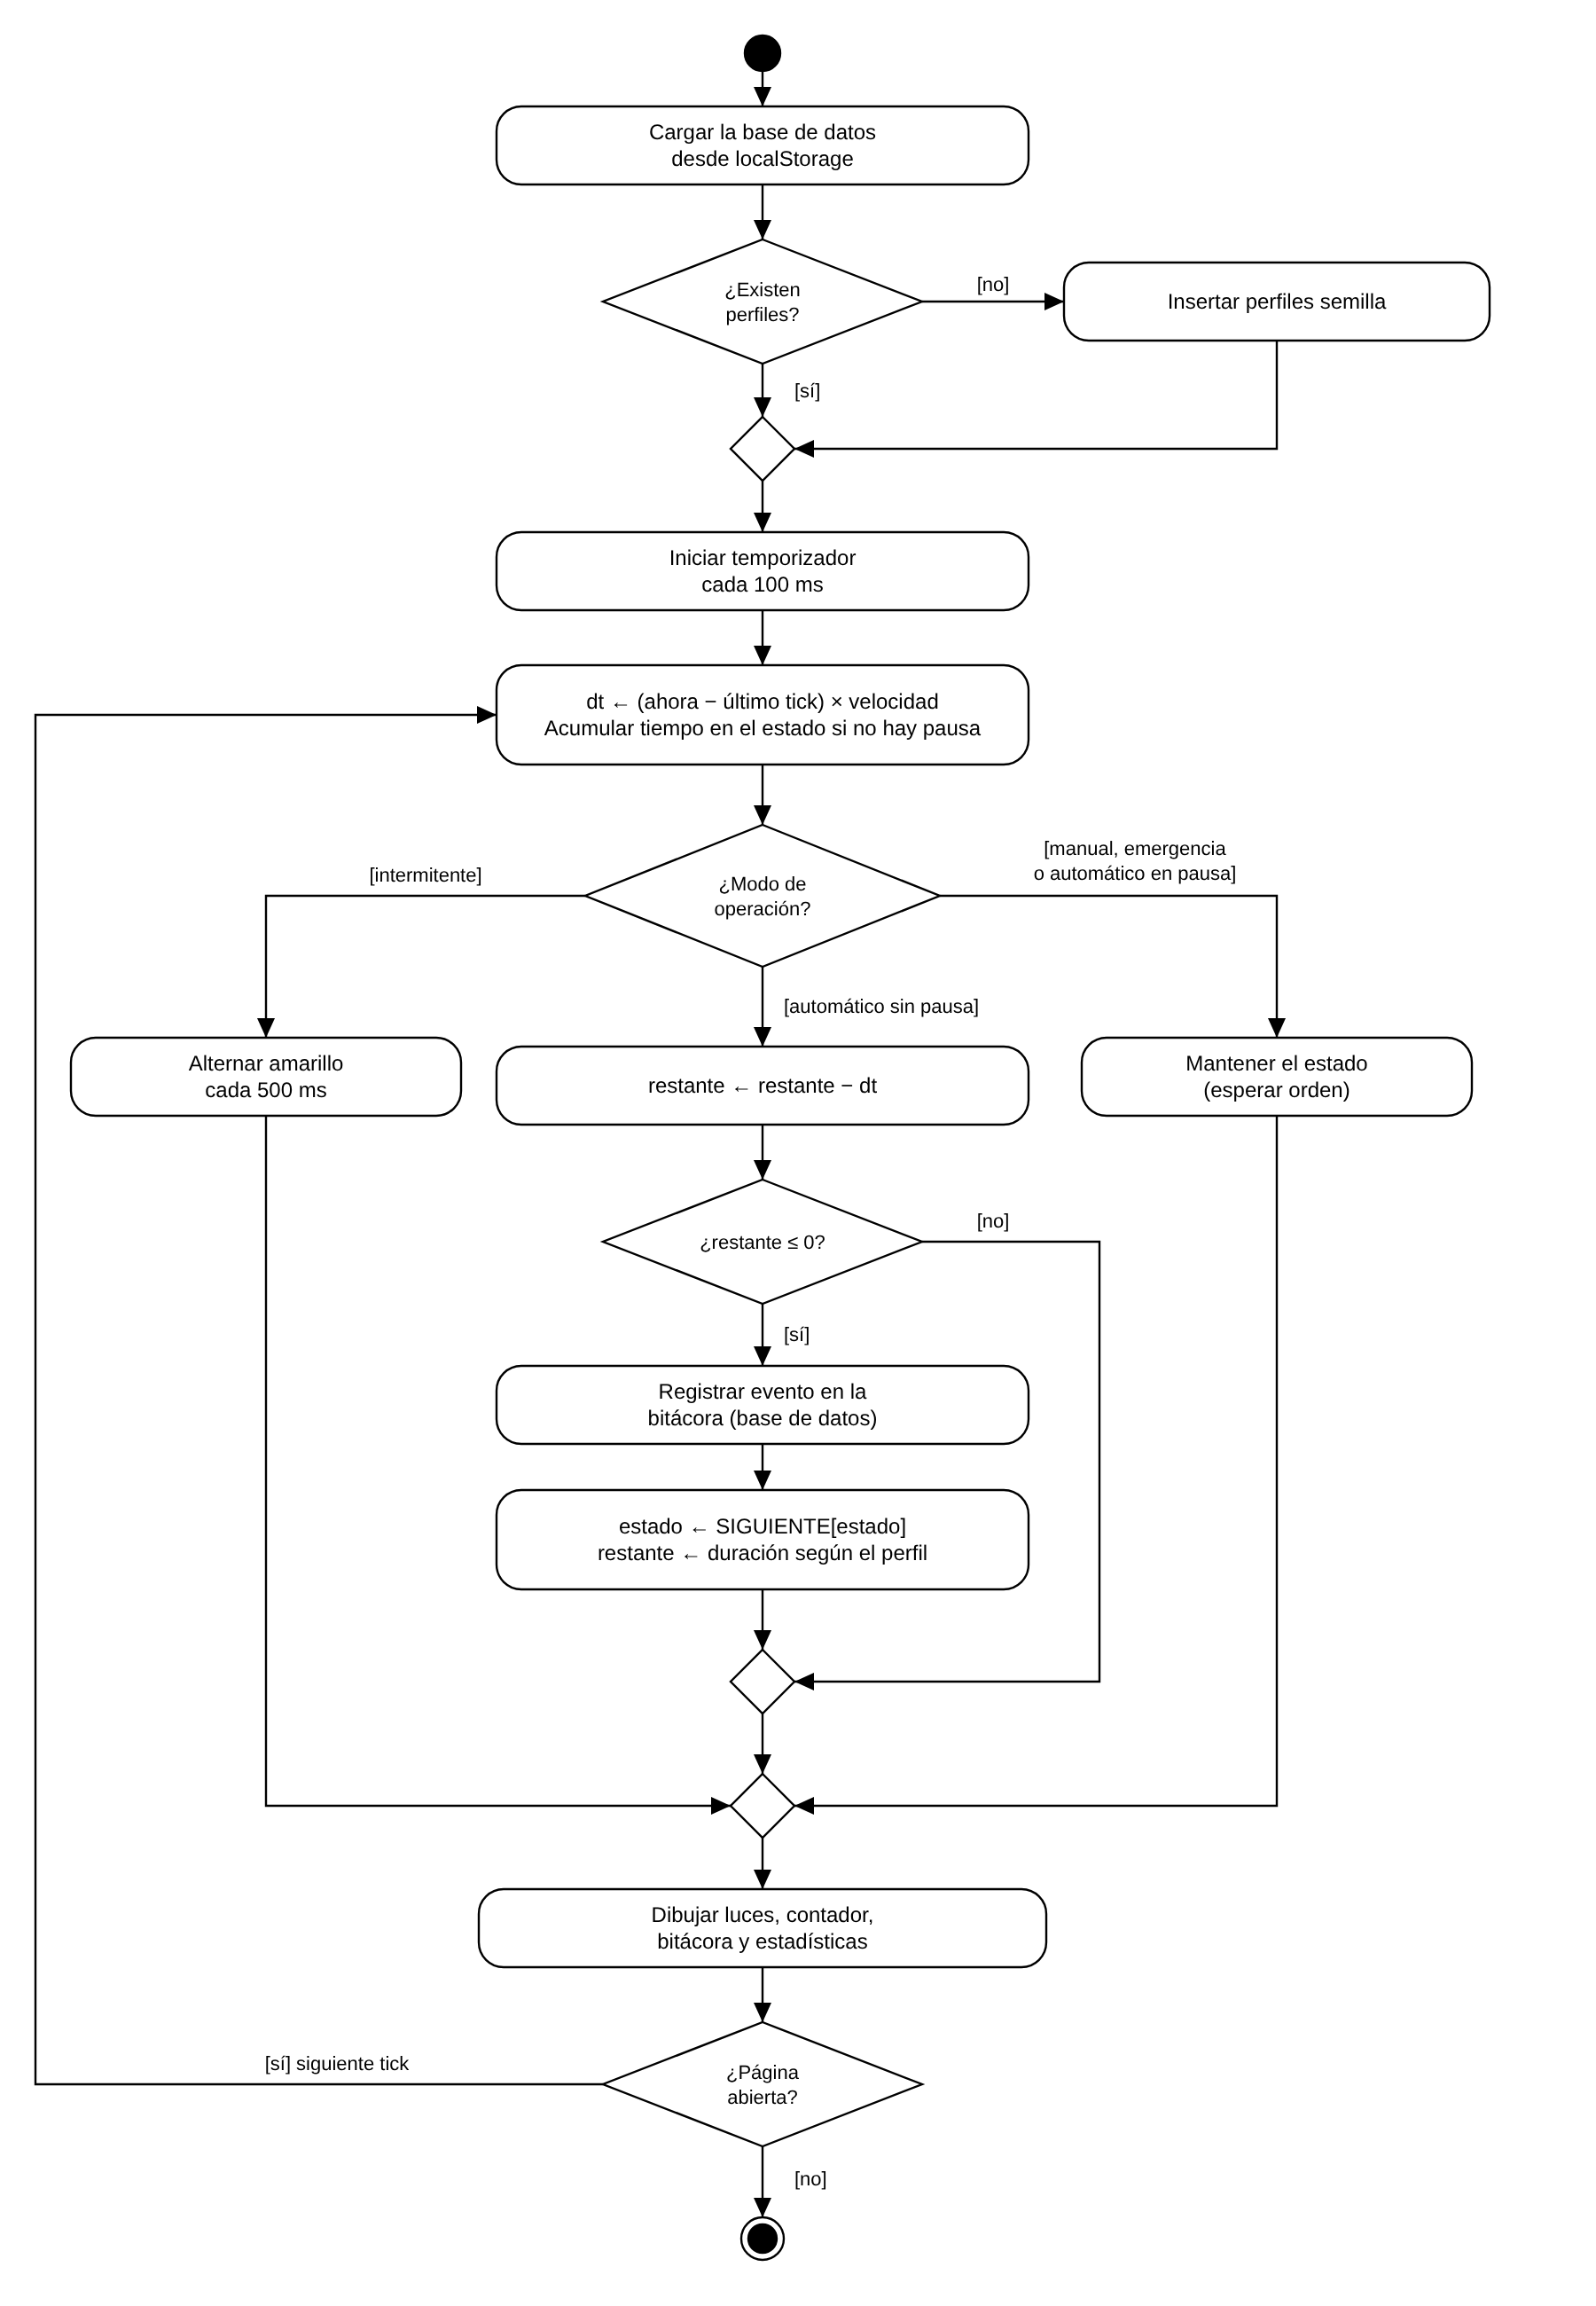 Cargar la base de datos
desde localStorage
¿Existen
perfiles?
[no]
Insertar perfiles semilla
[sí]
Iniciar temporizador
cada 100 ms
dt ← (ahora − último tick) × velocidad
Acumular tiempo en el estado si no hay pausa
[intermitente]
¿Modo de
operación?
[manual, emergencia
o automático en pausa]
[automático sin pausa]
Alternar amarillo
cada 500 ms
restante ← restante − dt
Mantener el estado
(esperar orden)
¿restante ≤ 0?
[no]
[sí]
Registrar evento en la
bitácora (base de datos)
estado ← SIGUIENTE[estado]
restante ← duración según el perfil
Dibujar luces, contador,
bitácora y estadísticas
[sí] siguiente tick
¿Página
abierta?
[no]